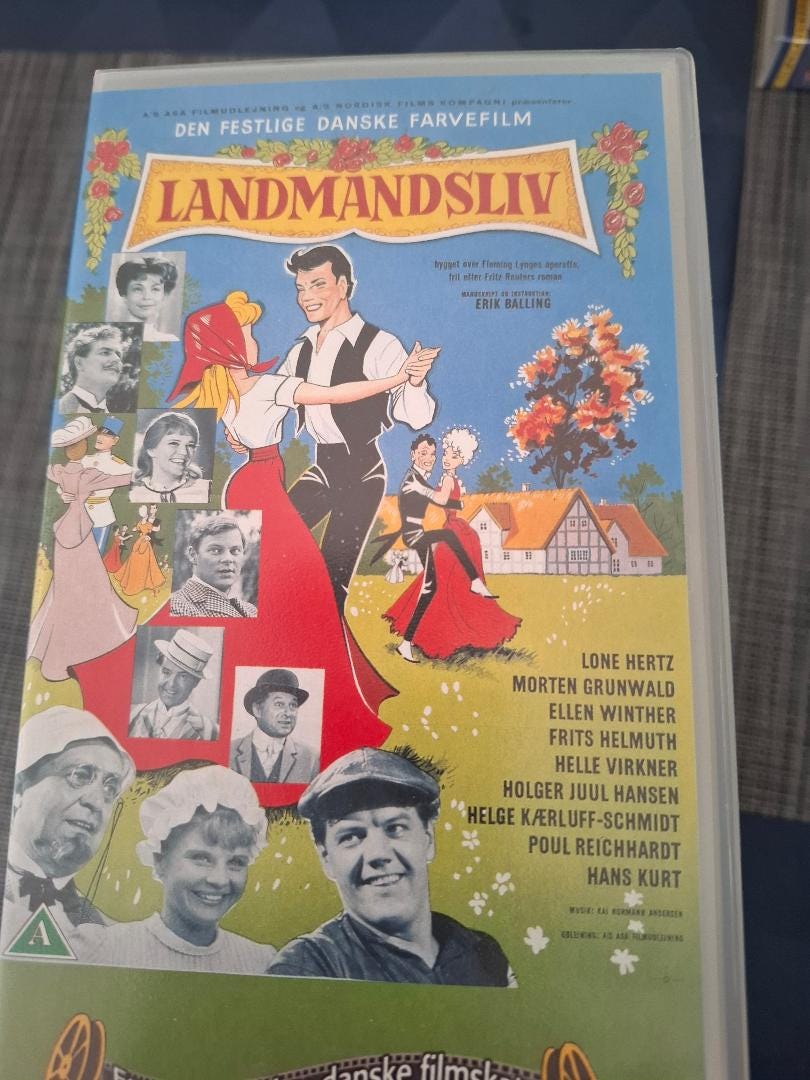 A/S ASA FILMUDLEJNING og A/S NORDISK FILMS KOMPAGNI præsenterer
DEN FESTLIGE DANSKE FARVEFILM
LANDMANDSLIV
bygget over Fleming Lynges operette,
frit efter Fritz Reuters roman
MANUSKRIPT OG INSTRUKTION:
ERIK BALLING
LONE HERTZ
MORTEN GRUNWALD
ELLEN WINTHER
FRITS HELMUTH
HELLE VIRKNER
HOLGER JUUL HANSEN
HELGE KÆRLUFF-SCHMIDT
POUL REICHHARDT
HANS KURT
MUSIK: KAI NORMANN ANDERSEN
UDLEJNING: A/S ASA FILMUDLEJNING
A
danske